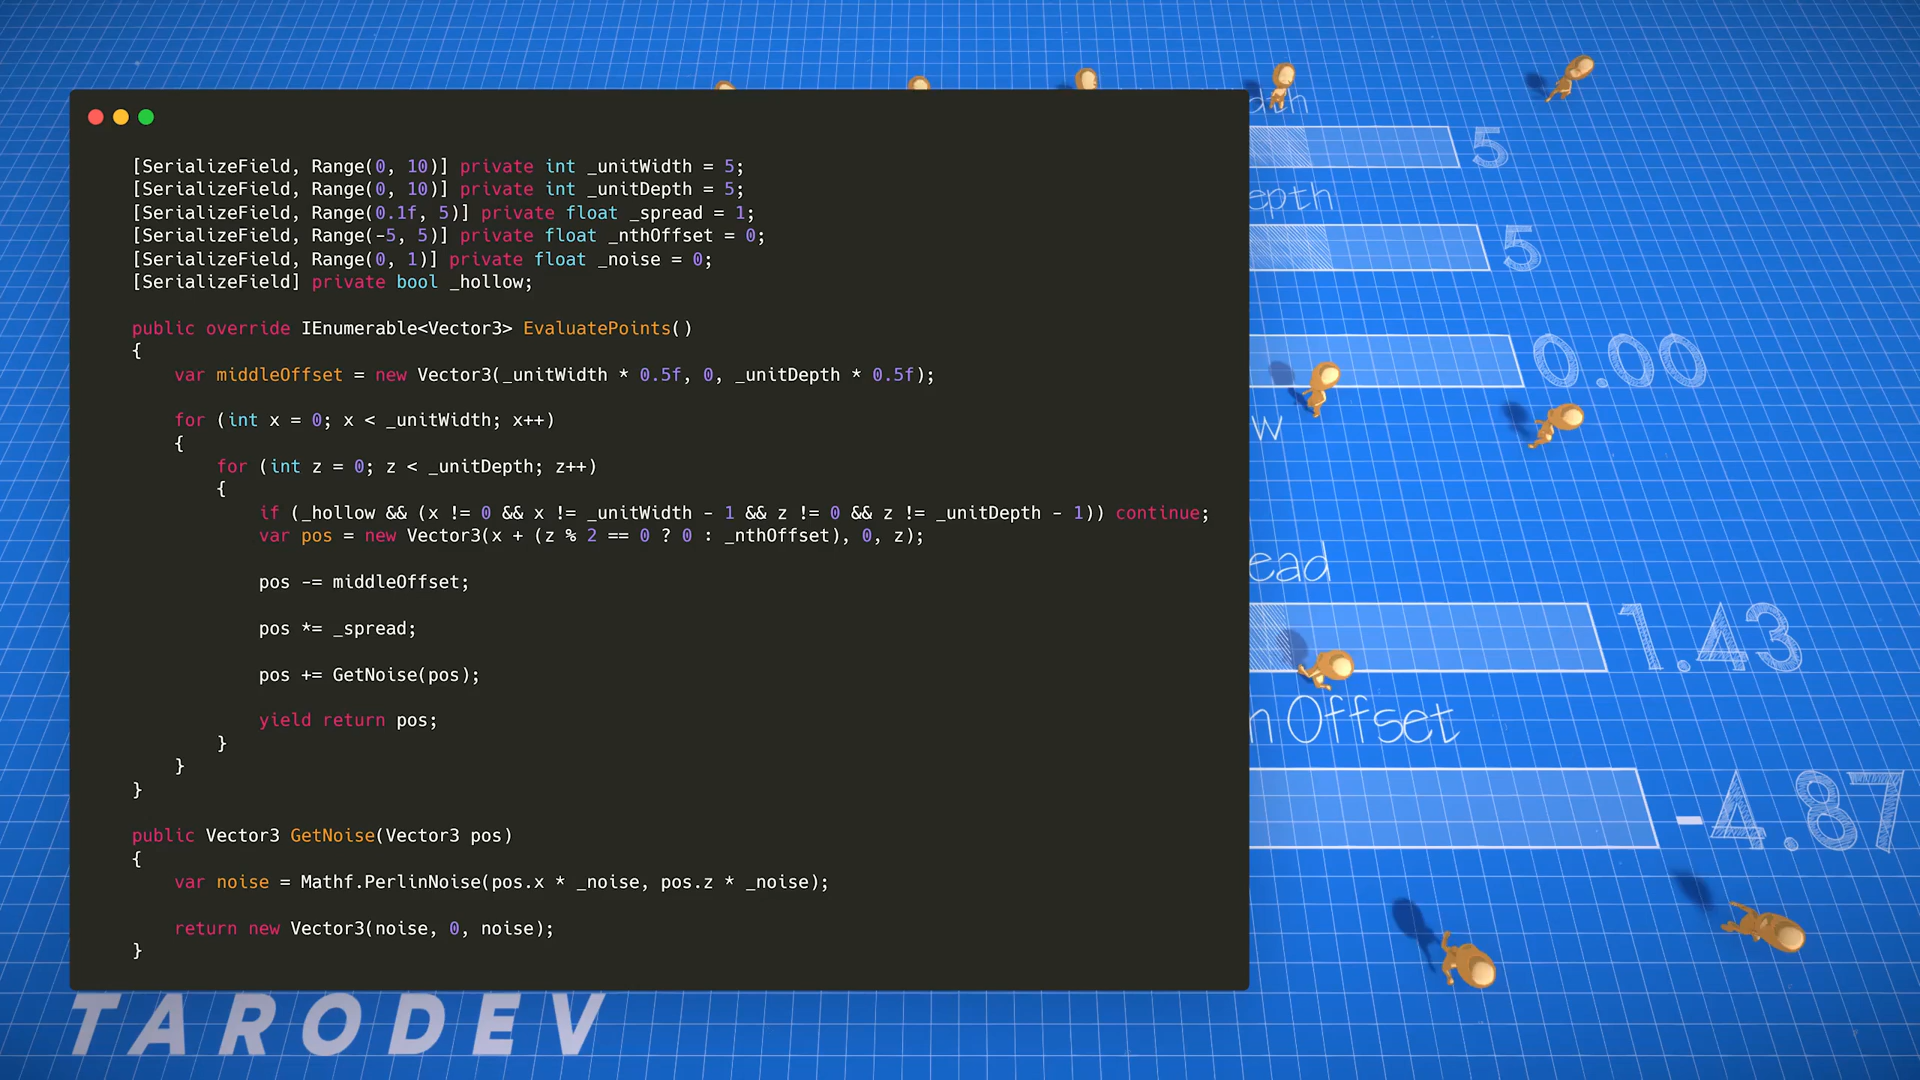 [SerializeField, Range(0, 10)] private int _unitWidth = 5;
[SerializeField, Range(0, 10)] private int _unitDepth = 5;
[SerializeField, Range(0.1f, 5)] private float _spread = 1;
[SerializeField, Range(-5, 5)] private float _nthOffset = 0;
[SerializeField, Range(0, 1)] private float _noise = 0;
[SerializeField] private bool _hollow;
public override IEnumerable<Vector3> EvaluatePoints()
{
var middleOffset = new Vector3(_unitWidth * 0.5f, 0, _unitDepth * 0.5f);
for (int x = 0; x < _unitWidth; x++)
{
for (int z = 0; z < _unitDepth; z++)
{
if (_hollow && (x != 0 && x != _unitWidth - 1 && z != 0 && z != _unitDepth - 1)) continue;
var pos = new Vector3(x + (z % 2 == 0 ? 0 : _nthOffset), 0, z);
pos -= middleOffset;
pos *= _spread;
pos += GetNoise(pos);
yield return pos;
}
}
}
public Vector3 GetNoise(Vector3 pos)
{
var noise = Mathf.PerlinNoise(pos.x * _noise, pos.z * _noise);
return new Vector3(noise, 0, noise);
}
5
epth
5
0.00
w
ead
1.43
n Offset
-4.87
TARODEV